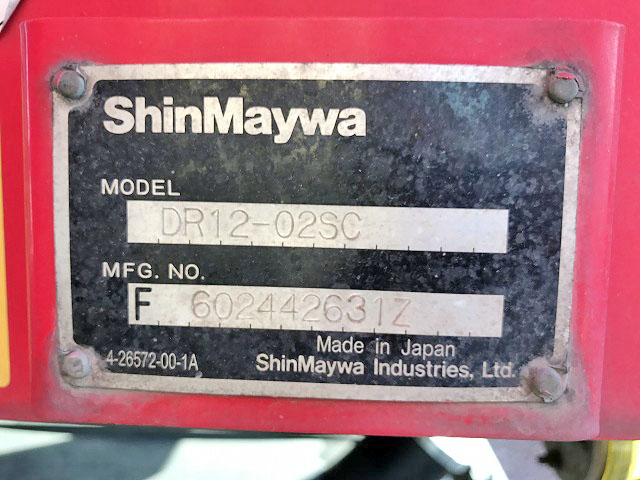 ShinMaywa
MODEL
DR12-02SC
MFG. NO.
F 602442631Z
Made in Japan
4-26572-00-1A
ShinMaywa Industries, Ltd.